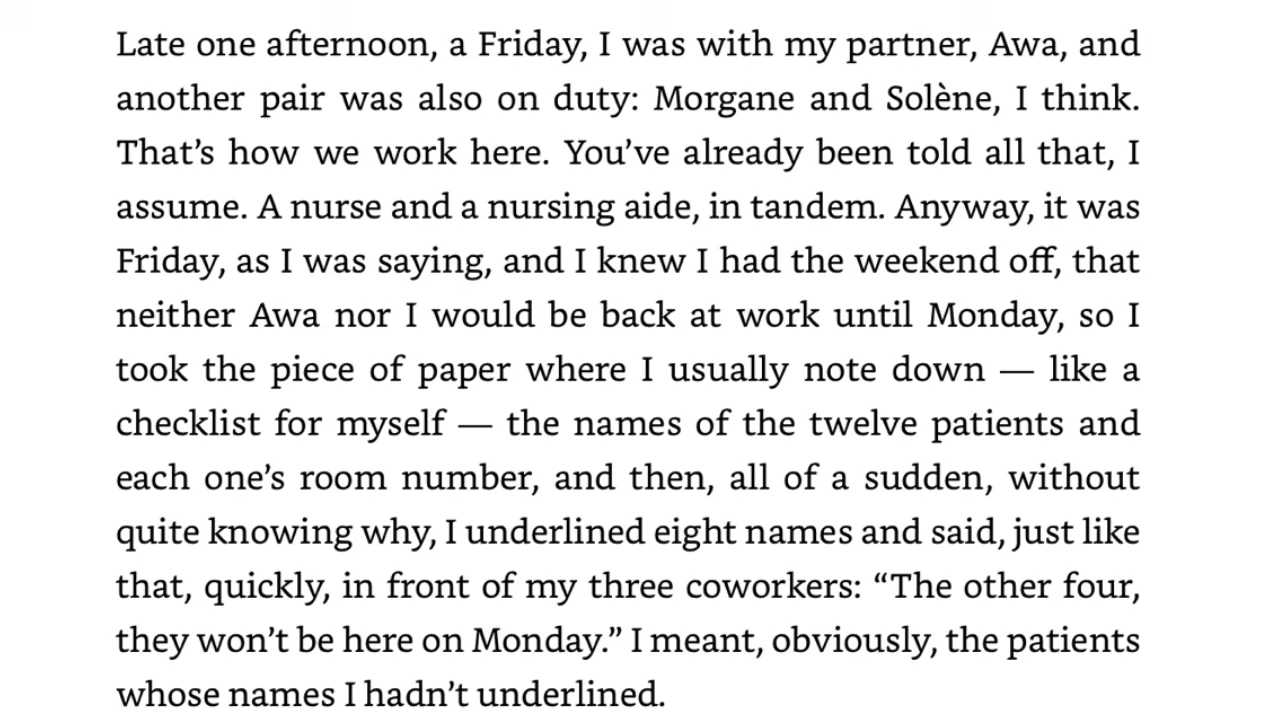 Late one afternoon, a Friday, I was with my partner, Awa, and
another pair was also on duty: Morgane and Solène, I think.
That’s how we work here. You’ve already been told all that, I
assume. A nurse and a nursing aide, in tandem. Anyway, it was
Friday, as I was saying, and I knew I had the weekend off, that
neither Awa nor I would be back at work until Monday, so I
took the piece of paper where I usually note down — like a
checklist for myself — the names of the twelve patients and
each one’s room number, and then, all of a sudden, without
quite knowing why, I underlined eight names and said, just like
that, quickly, in front of my three coworkers: “The other four,
they won’t be here on Monday.” I meant, obviously, the patients
whose names I hadn’t underlined.